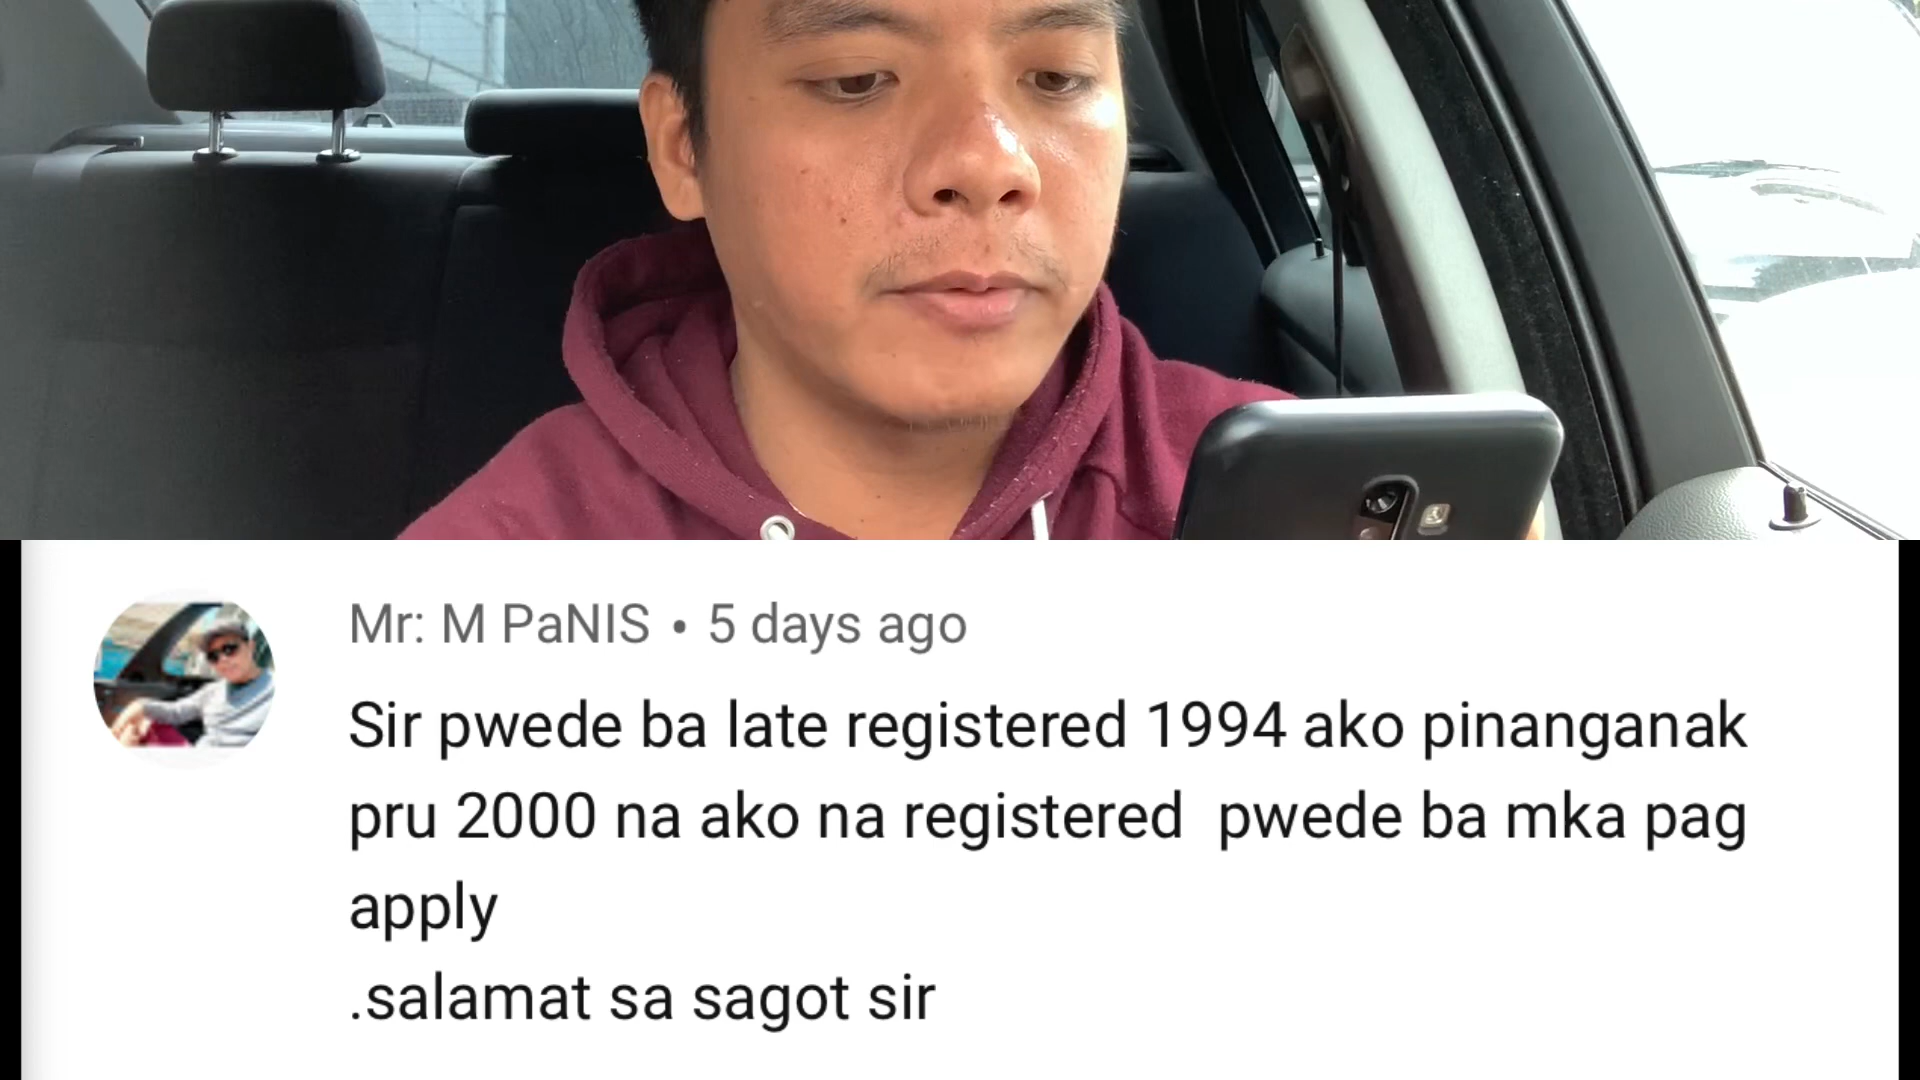 Mr: M PaNIS • 5 days ago
Sir pwede ba late registered 1994 ako pinanganak
pru 2000 na ako na registered  pwede ba mka pag
apply
.salamat sa sagot sir